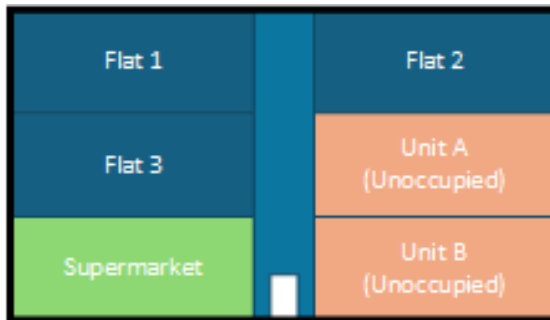 Flat 1
Flat 2
Flat 3
Unit A
(Unoccupied)
Supermarket
Unit B
(Unoccupied)